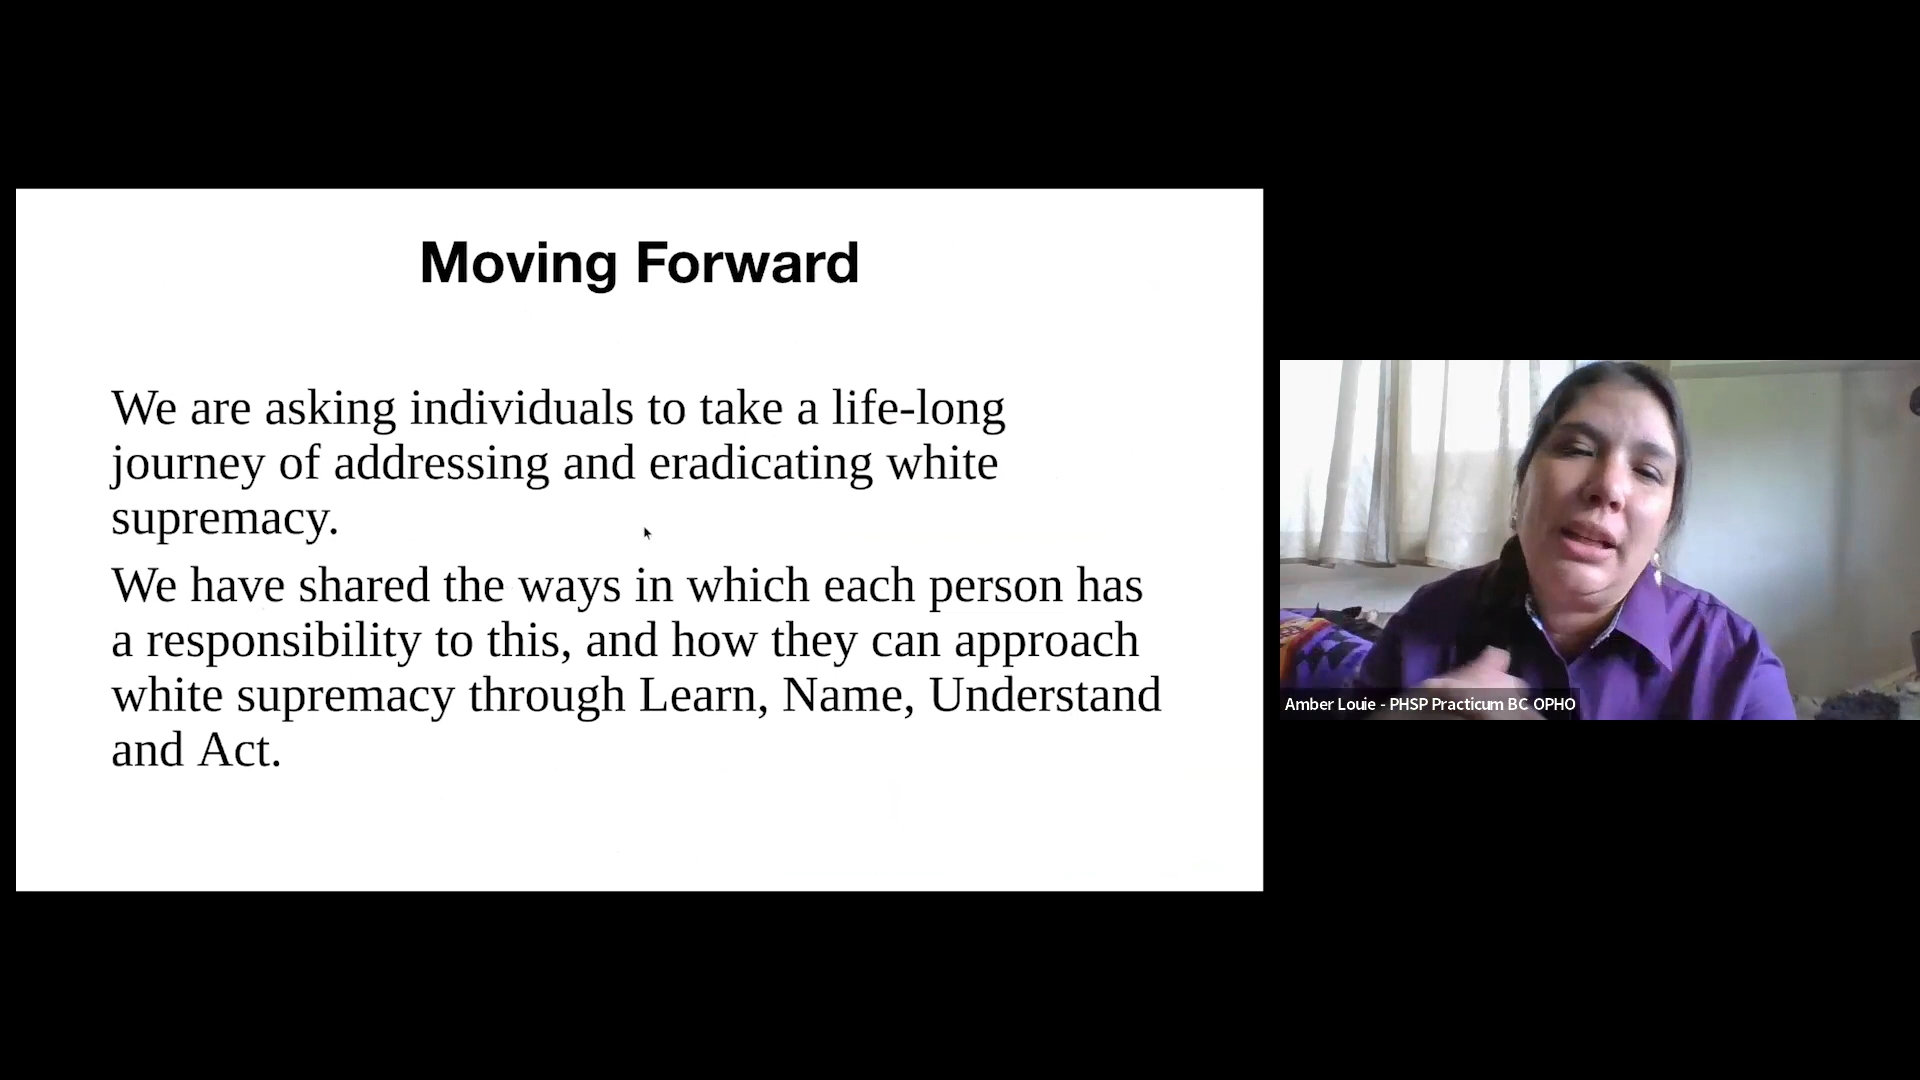 Moving Forward
We are asking individuals to take a life-long
journey of addressing and eradicating white
supremacy.
We have shared the ways in which each person has
a responsibility to this, and how they can approach
white supremacy through Learn, Name, Understand
and Act.
Amber Louie - PHSP Practicum BC OPHO